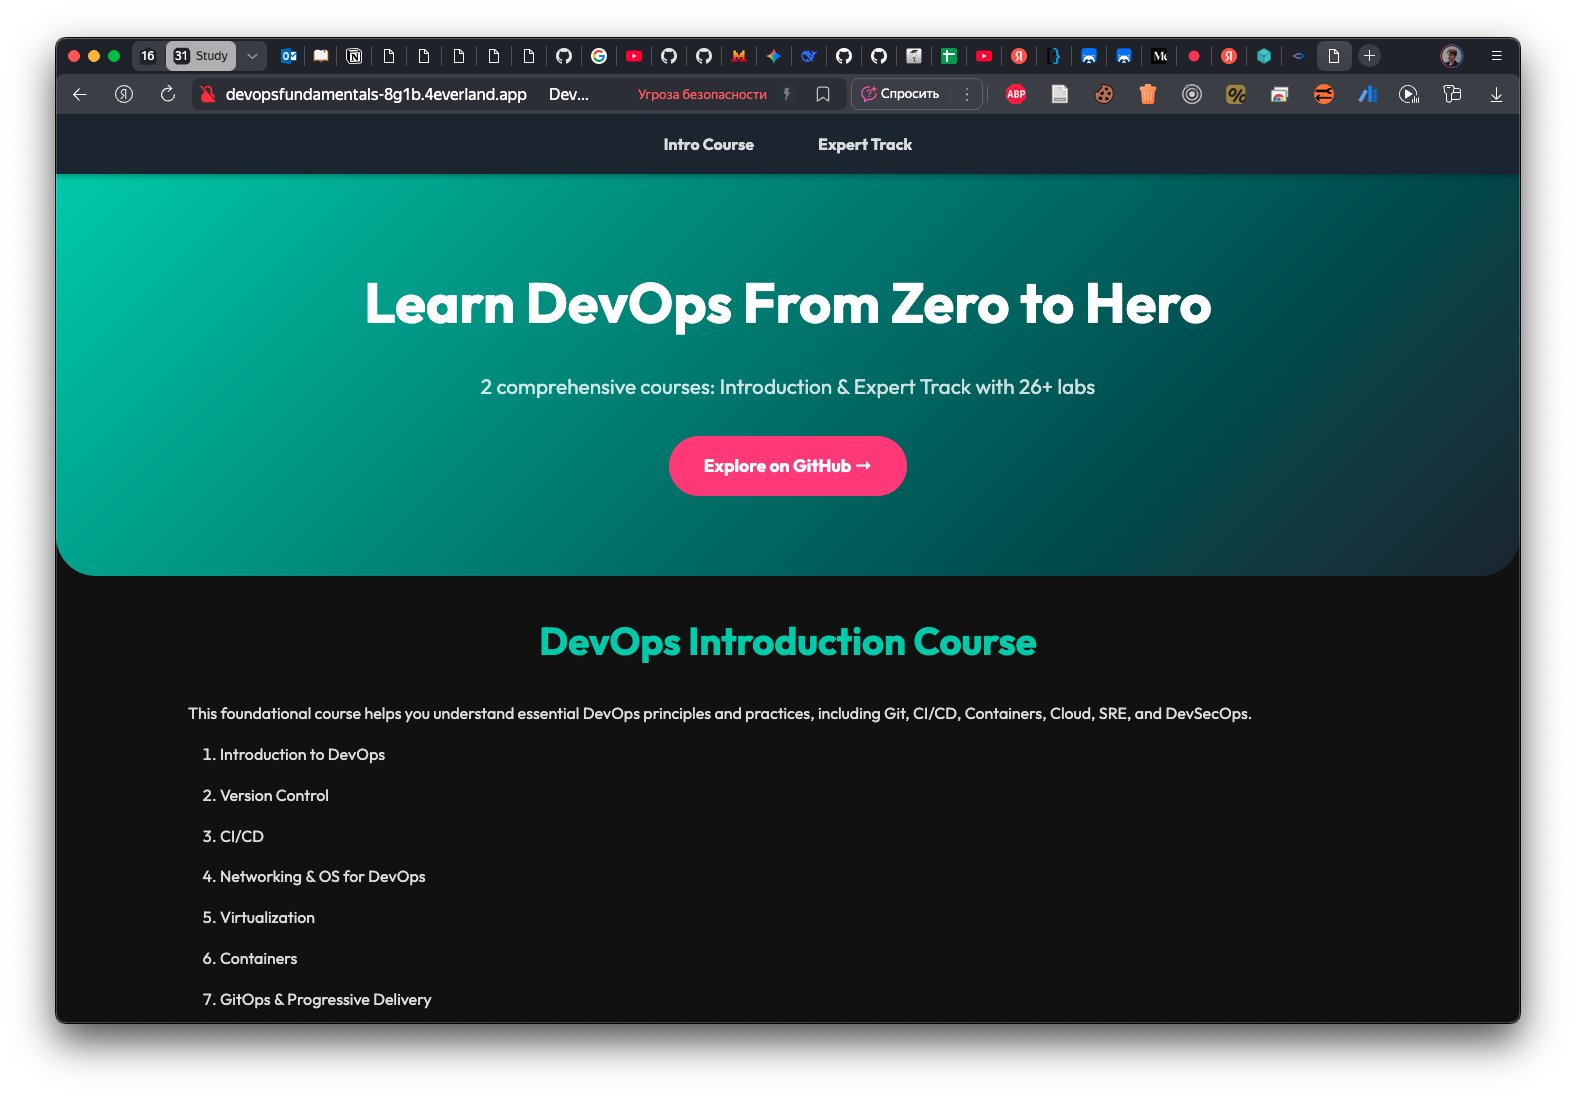 16
31 Study
devopsfundamentals-8g1b.4everland.app Dev... Угроза безопасности Спросить
ABP
Intro Course Expert Track
Learn DevOps From Zero to Hero
2 comprehensive courses: Introduction & Expert Track with 26+ labs
Explore on GitHub →
DevOps Introduction Course
This foundational course helps you understand essential DevOps principles and practices, including Git, CI/CD, Containers, Cloud, SRE, and DevSecOps.
1. Introduction to DevOps
2. Version Control
3. CI/CD
4. Networking & OS for DevOps
5. Virtualization
6. Containers
7. GitOps & Progressive Delivery